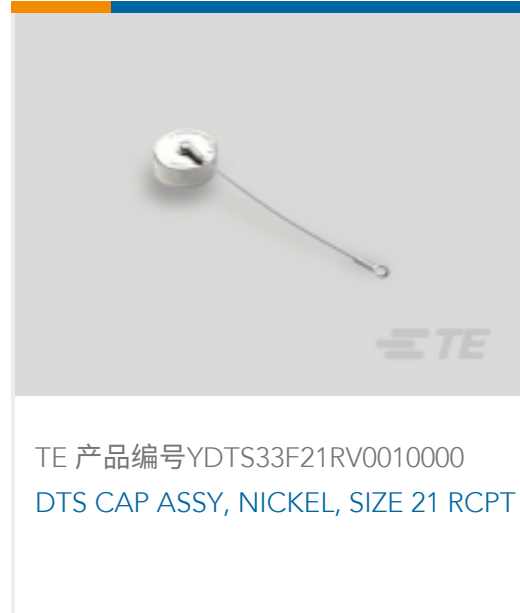 TE
TE 产品编号YDTS33F21RV0010000
DTS CAP ASSY, NICKEL, SIZE 21 RCPT